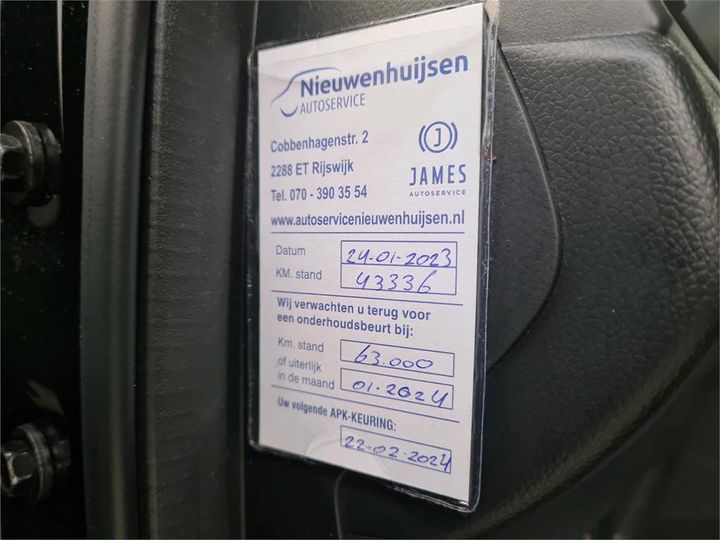 Nieuwenhuijsen
AUTOSERVICE
Cobbenhagenstr. 2
2288 ET Rijswijk
Tel. 070 - 390 35 54
JAMES
AUTOSERVICE
www.autoservicenieuwenhuijsen.nl
Datum 24-01-2023
KM. stand 43336
Wij verwachten u terug voor
een onderhoudsbeurt bij:
Km. stand 63.000
of uiterlijk
in de maand 01-2024
Uw volgende APK-KEURING:
22-02-2024